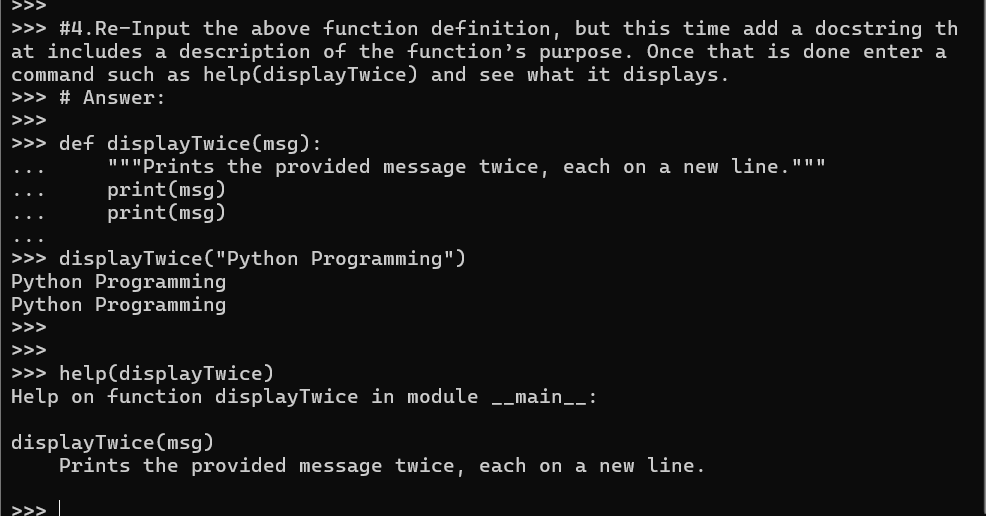 >>>
>>> #4.Re-Input the above function definition, but this time add a docstring th
at includes a description of the function’s purpose. Once that is done enter a
command such as help(displayTwice) and see what it displays.
>>> # Answer:
>>>
>>> def displayTwice(msg):
...     """Prints the provided message twice, each on a new line."""
...     print(msg)
...     print(msg)
...
>>> displayTwice("Python Programming")
Python Programming
Python Programming
>>>
>>>
>>> help(displayTwice)
Help on function displayTwice in module __main__:

displayTwice(msg)
    Prints the provided message twice, each on a new line.

>>>